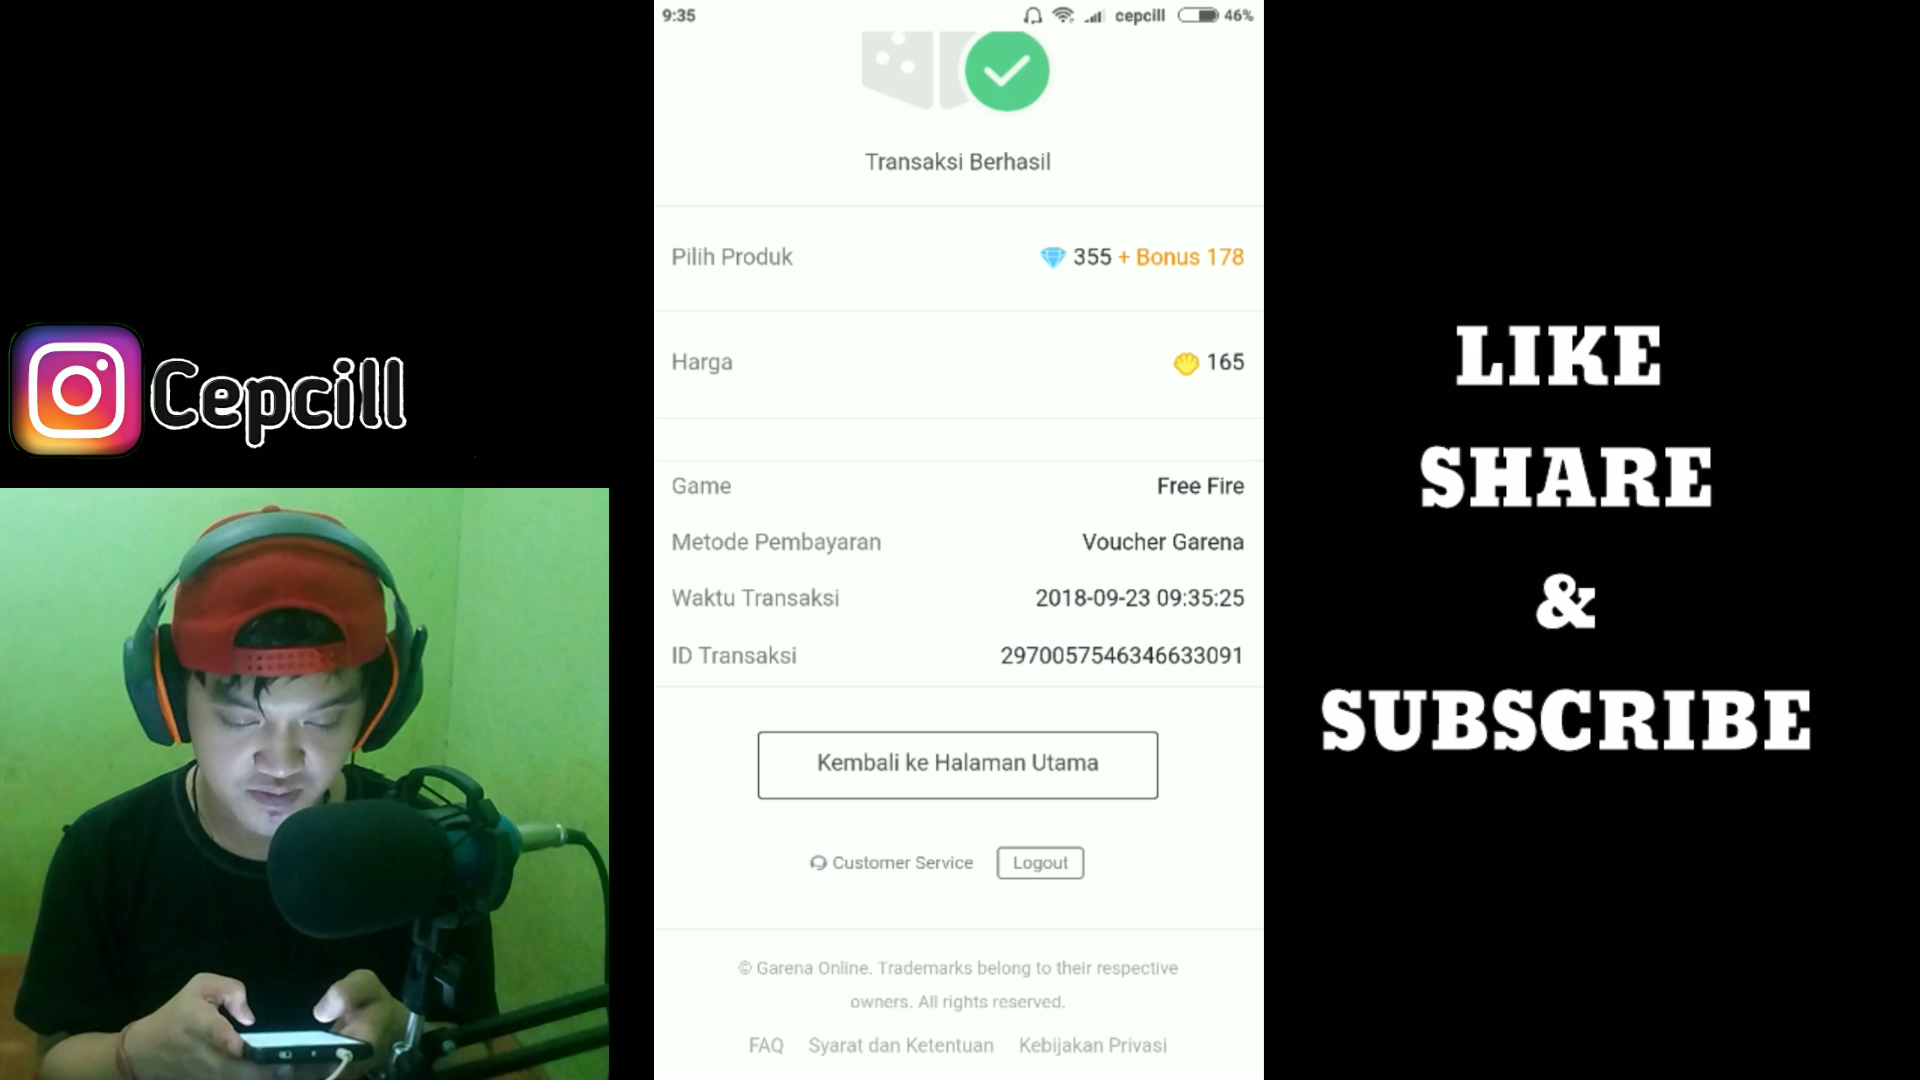 9:35 cepcill 46%
Transaksi Berhasil
Pilih Produk 355 + Bonus 178
Harga 165
Game Free Fire
Metode Pembayaran Voucher Garena
Waktu Transaksi 2018-09-23 09:35:25
ID Transaksi 2970057546346633091
Kembali ke Halaman Utama
Customer Service Logout
© Garena Online. Trademarks belong to their respective
owners. All rights reserved.
FAQ Syarat dan Ketentuan Kebijakan Privasi
Cepcill
LIKE
SHARE
&
SUBSCRIBE